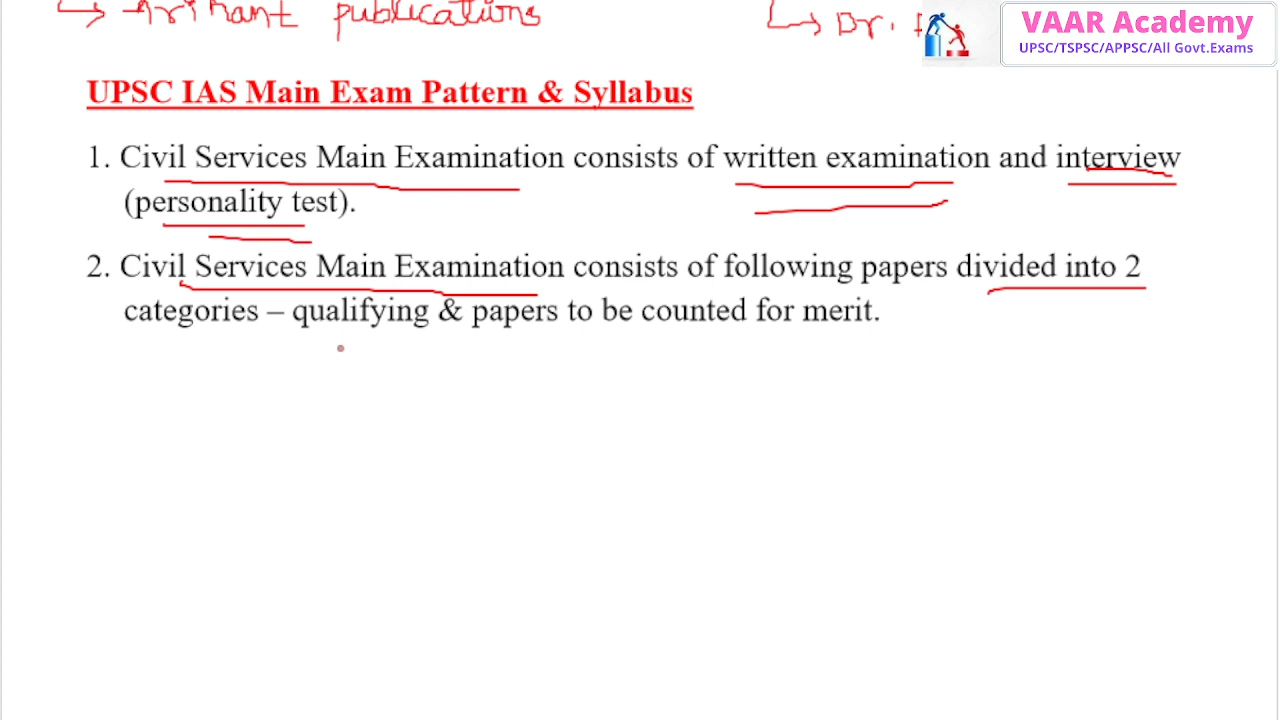 Arihant publications
Dr.
VAAR Academy
UPSC/TSPSC/APPSC/All Govt.Exams
UPSC IAS Main Exam Pattern & Syllabus
1. Civil Services Main Examination consists of written examination and interview
(personality test).
2. Civil Services Main Examination consists of following papers divided into 2
categories – qualifying & papers to be counted for merit.